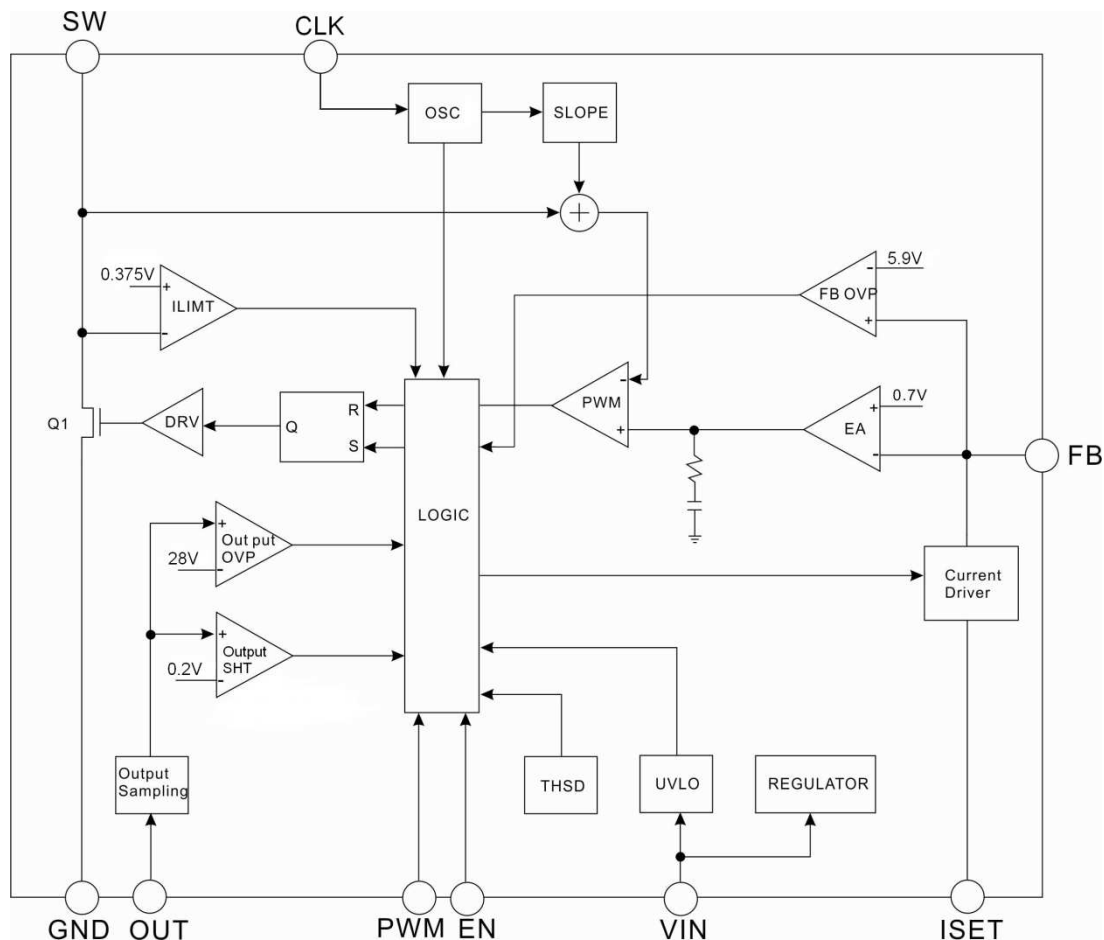 SW
CLK
OSC
SLOPE
+
0.375V
+
ILIMT
-
5.9V
-
FB OVP
+
-
PWM
+
0.7V
+
EA
-
Q1
DRV
Q
R
S
FB
LOGIC
+
Out put
OVP
28V
-
Current
Driver
+
Output
SHT
0.2V
-
Output
Sampling
THSD
UVLO
REGULATOR
GND
OUT
PWM
EN
VIN
ISET